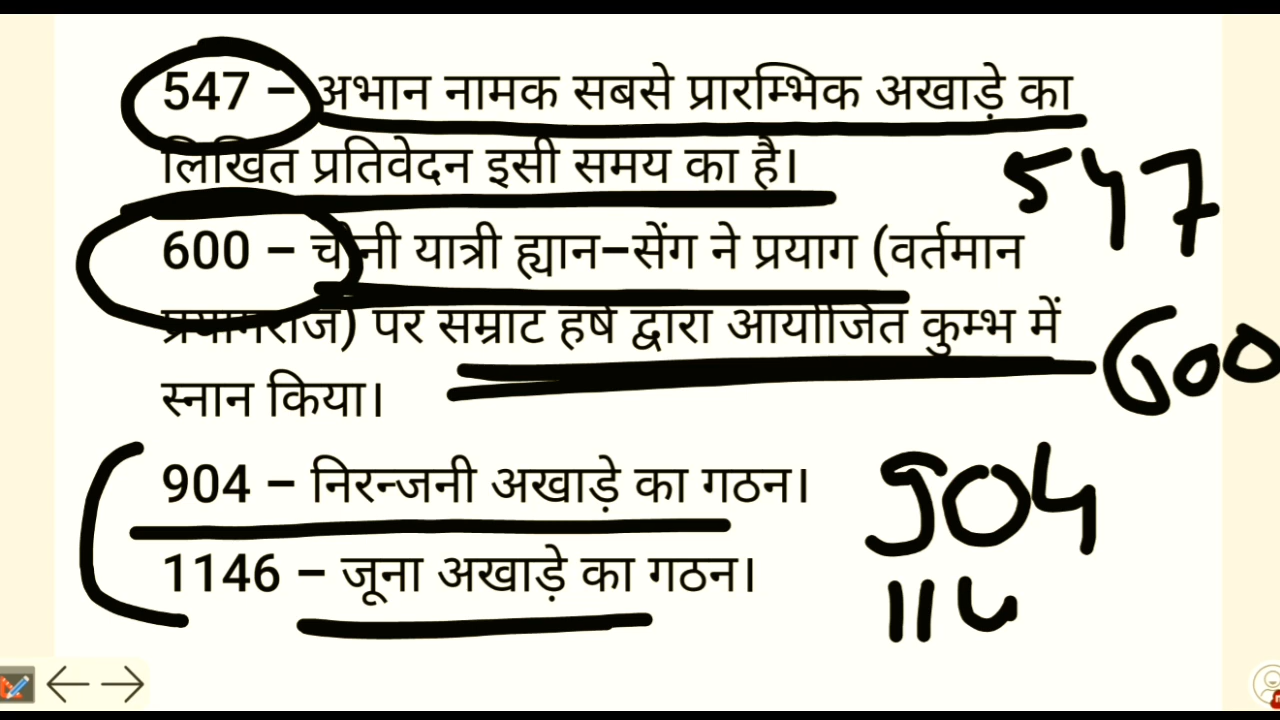 547 – अभान नामक सबसे प्रारम्भिक अखाड़े का
लिखित प्रतिवेदन इसी समय का है।
547
600 – चीनी यात्री ह्यान–सेंग ने प्रयाग (वर्तमान
प्रयागराज) पर सम्राट हर्ष द्वारा आयोजित कुम्भ में
600
स्नान किया।
904 – निरन्जनी अखाड़े का गठन।
904
1146 – जूना अखाड़े का गठन।
114